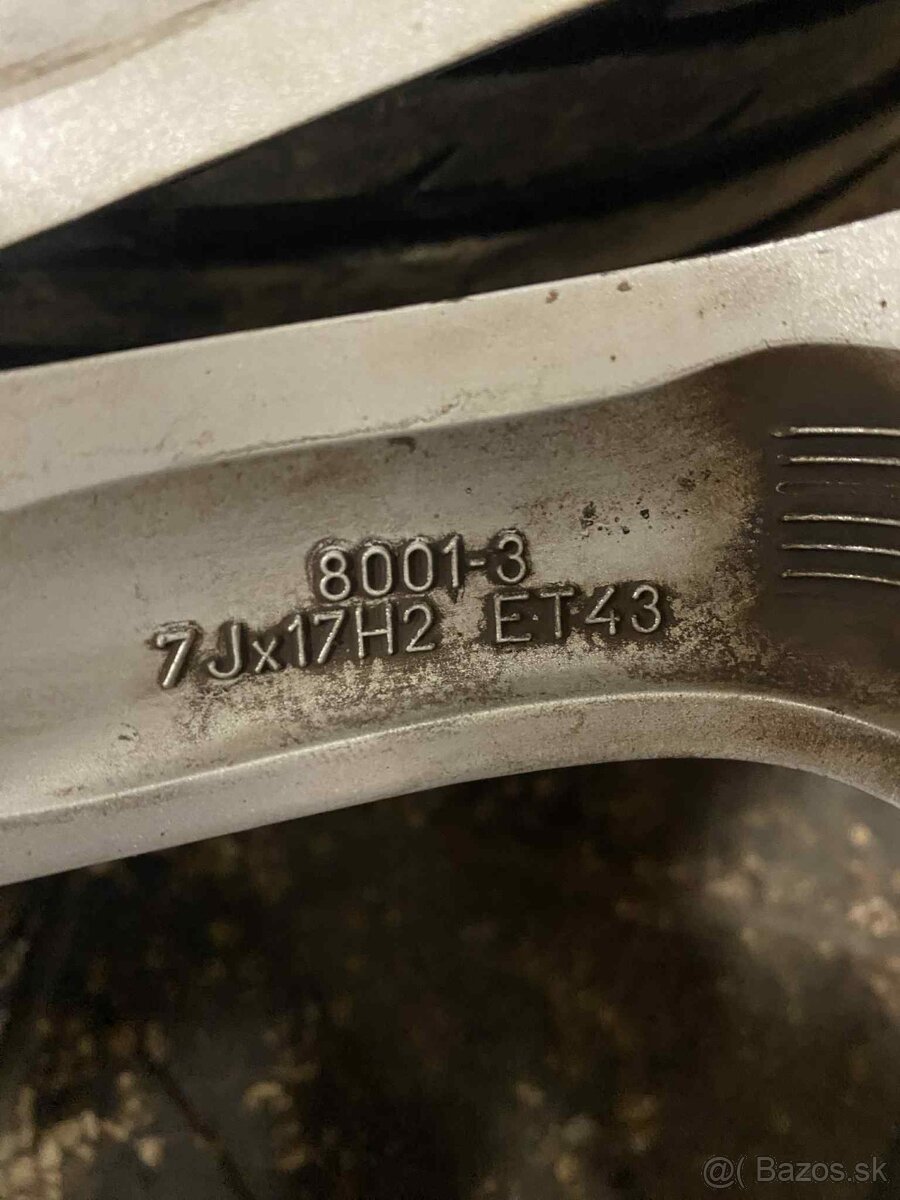 8001-3
7Jx17H2 ET43
@( Bazos.sk